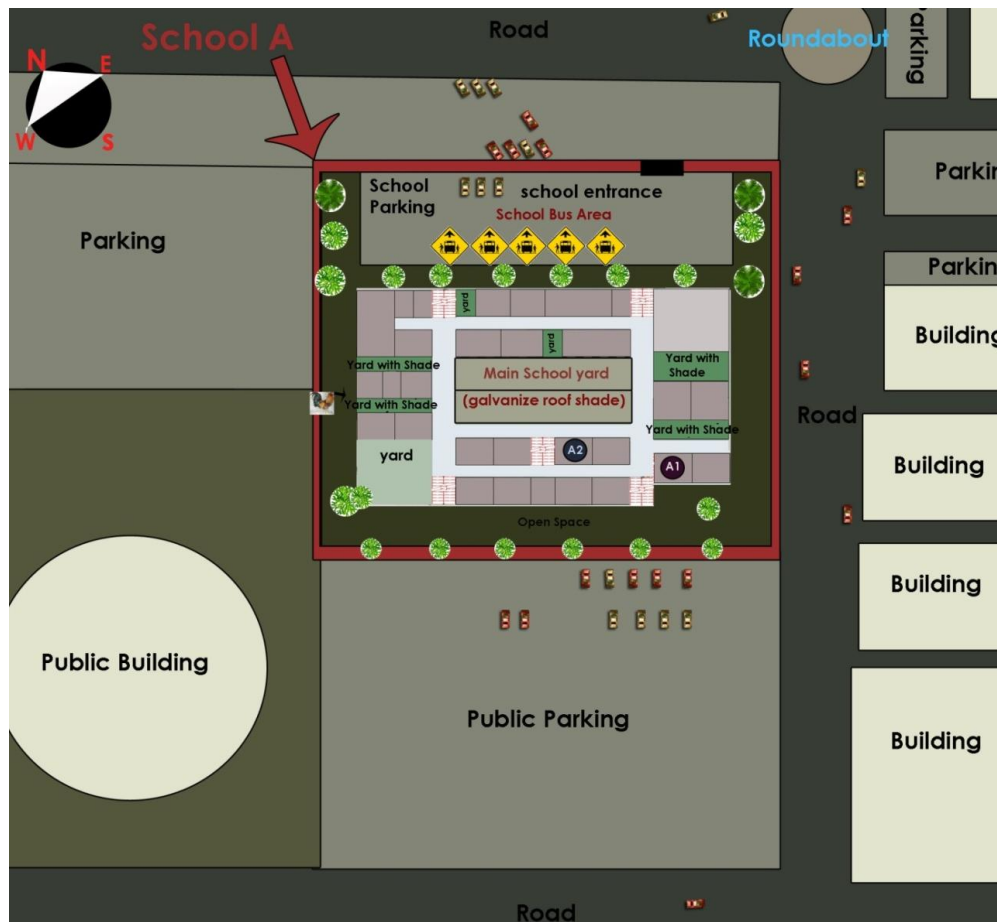 School A
Road
Roundabout
Parking
N
E
W
S
School
Parking
school entrance
School Bus Area
Parkin
Parking
Parkin
Building
yard
yard
Yard with Shade
Main School yard
(galvanize roof shade)
Yard with
Shade
Yard with Shade
Yard with Shade
Road
yard
A2
A1
Building
Open Space
Building
Public Building
Public Parking
Building
Road